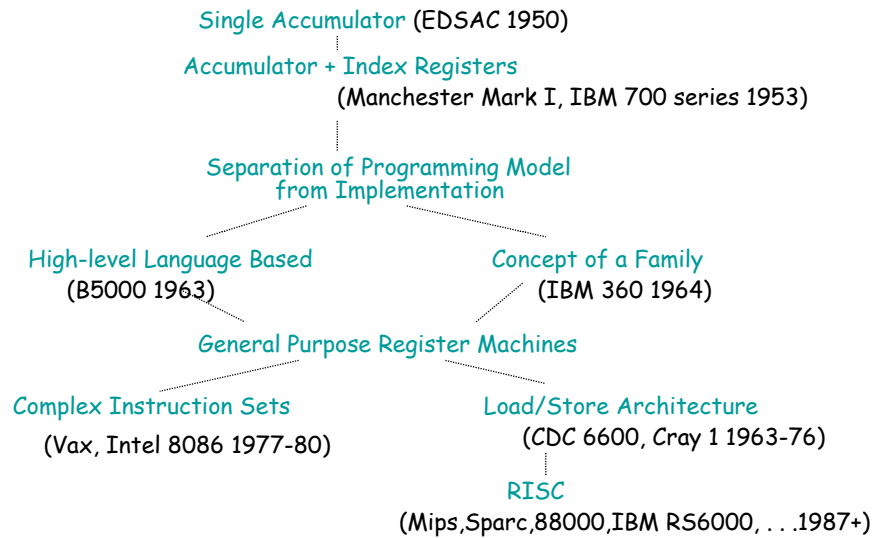 Single Accumulator (EDSAC 1950)
Accumulator + Index Registers
(Manchester Mark I, IBM 700 series 1953)
Separation of Programming Model
from Implementation
High-level Language Based
(B5000 1963)
Concept of a Family
(IBM 360 1964)
General Purpose Register Machines
Complex Instruction Sets
(Vax, Intel 8086 1977-80)
Load/Store Architecture
(CDC 6600, Cray 1 1963-76)
RISC
(Mips,Sparc,88000,IBM RS6000, . . .1987+)